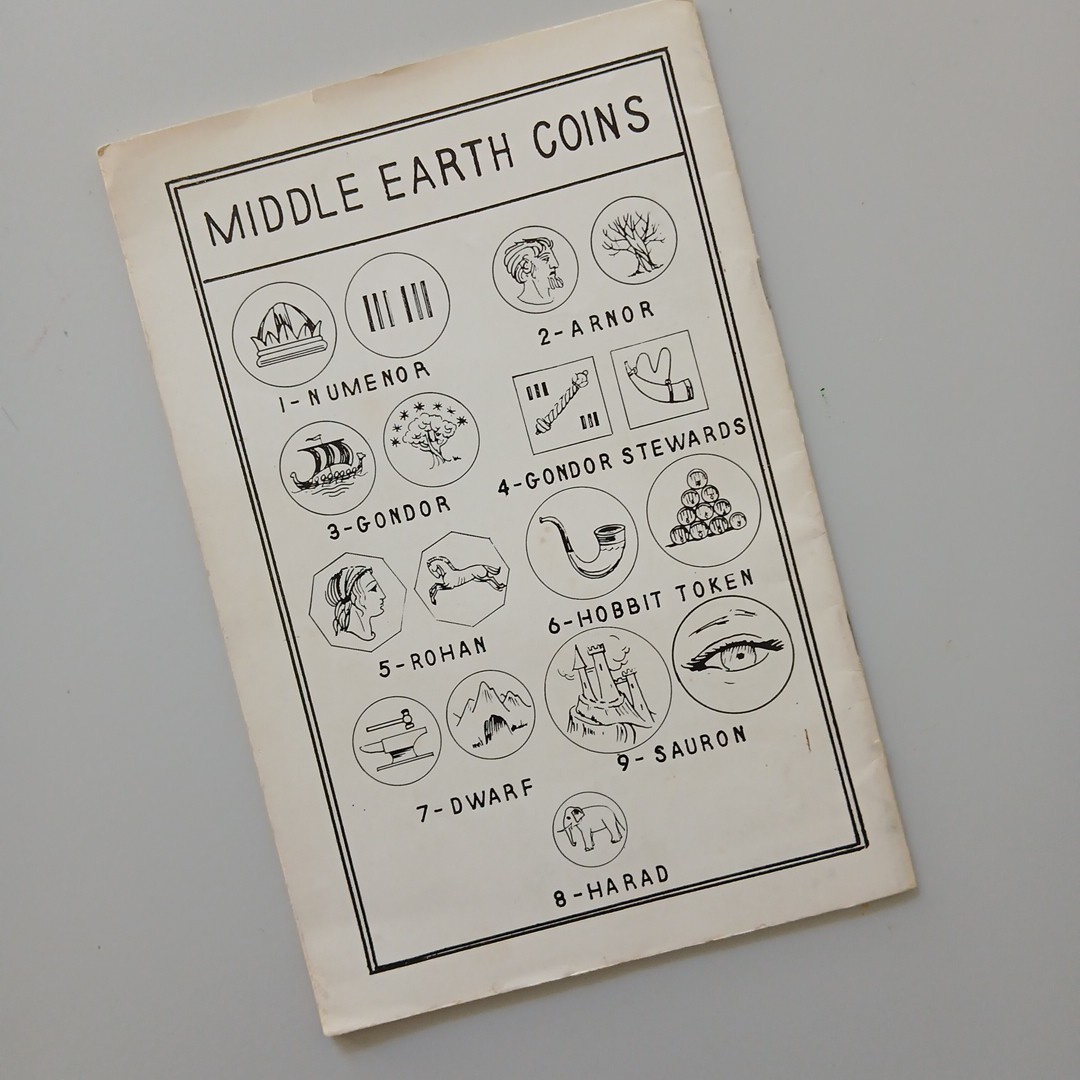 MIDDLE EARTH COINS
1-NUMENOR
2-ARNOR
3-GONDOR
4-GONDOR STEWARDS
5-ROHAN
6-HOBBIT TOKEN
7-DWARF
9-SAURON
8-HARAD